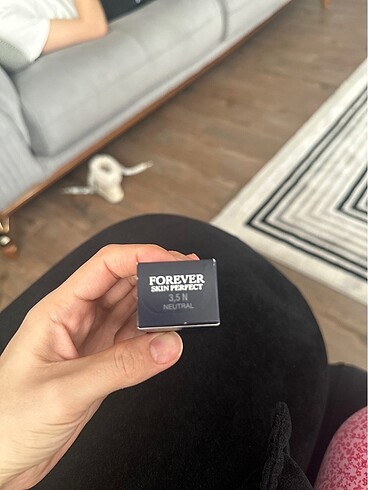 FOREVER
SKIN PERFECT
3,5 N
NEUTRAL